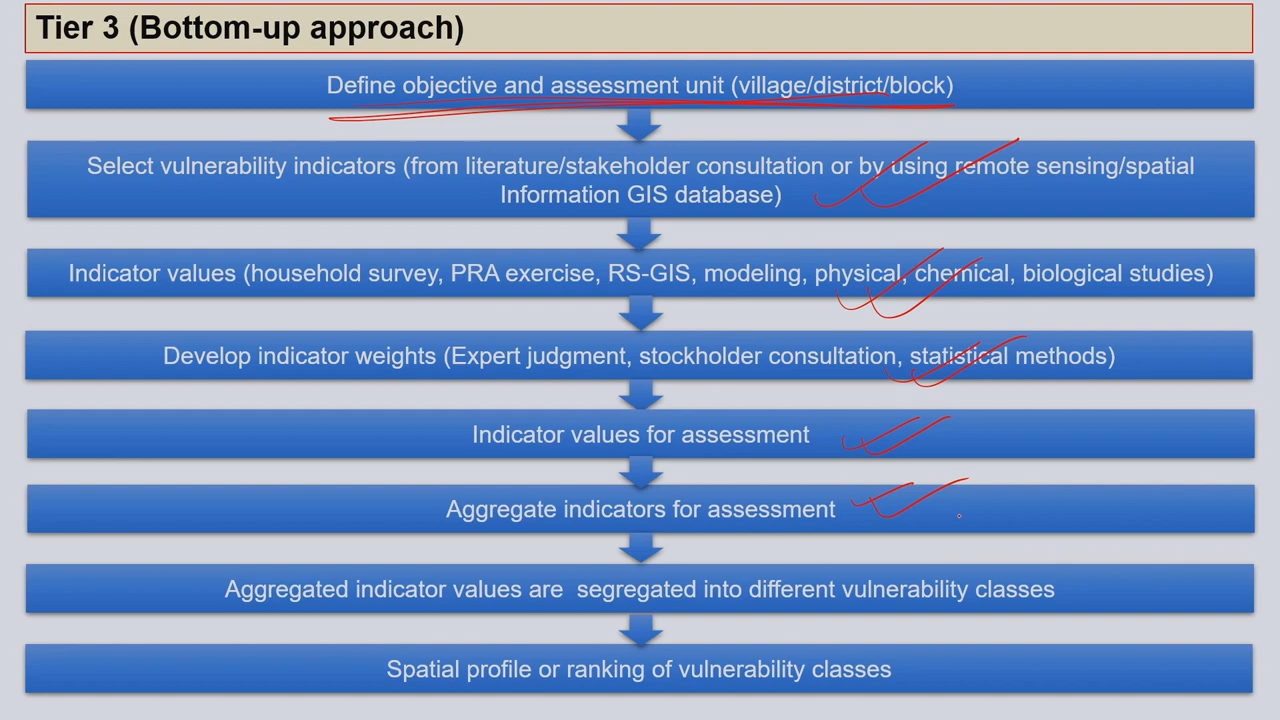 Tier 3 (Bottom-up approach)
Define objective and assessment unit (village/district/block)
Select vulnerability indicators (from literature/stakeholder consultation or by using remote sensing/spatial
Information GIS database)
Indicator values (household survey, PRA exercise, RS-GIS, modeling, physical, chemical, biological studies)
Develop indicator weights (Expert judgment, stockholder consultation, statistical methods)
Indicator values for assessment
Aggregate indicators for assessment
Aggregated indicator values are  segregated into different vulnerability classes
Spatial profile or ranking of vulnerability classes